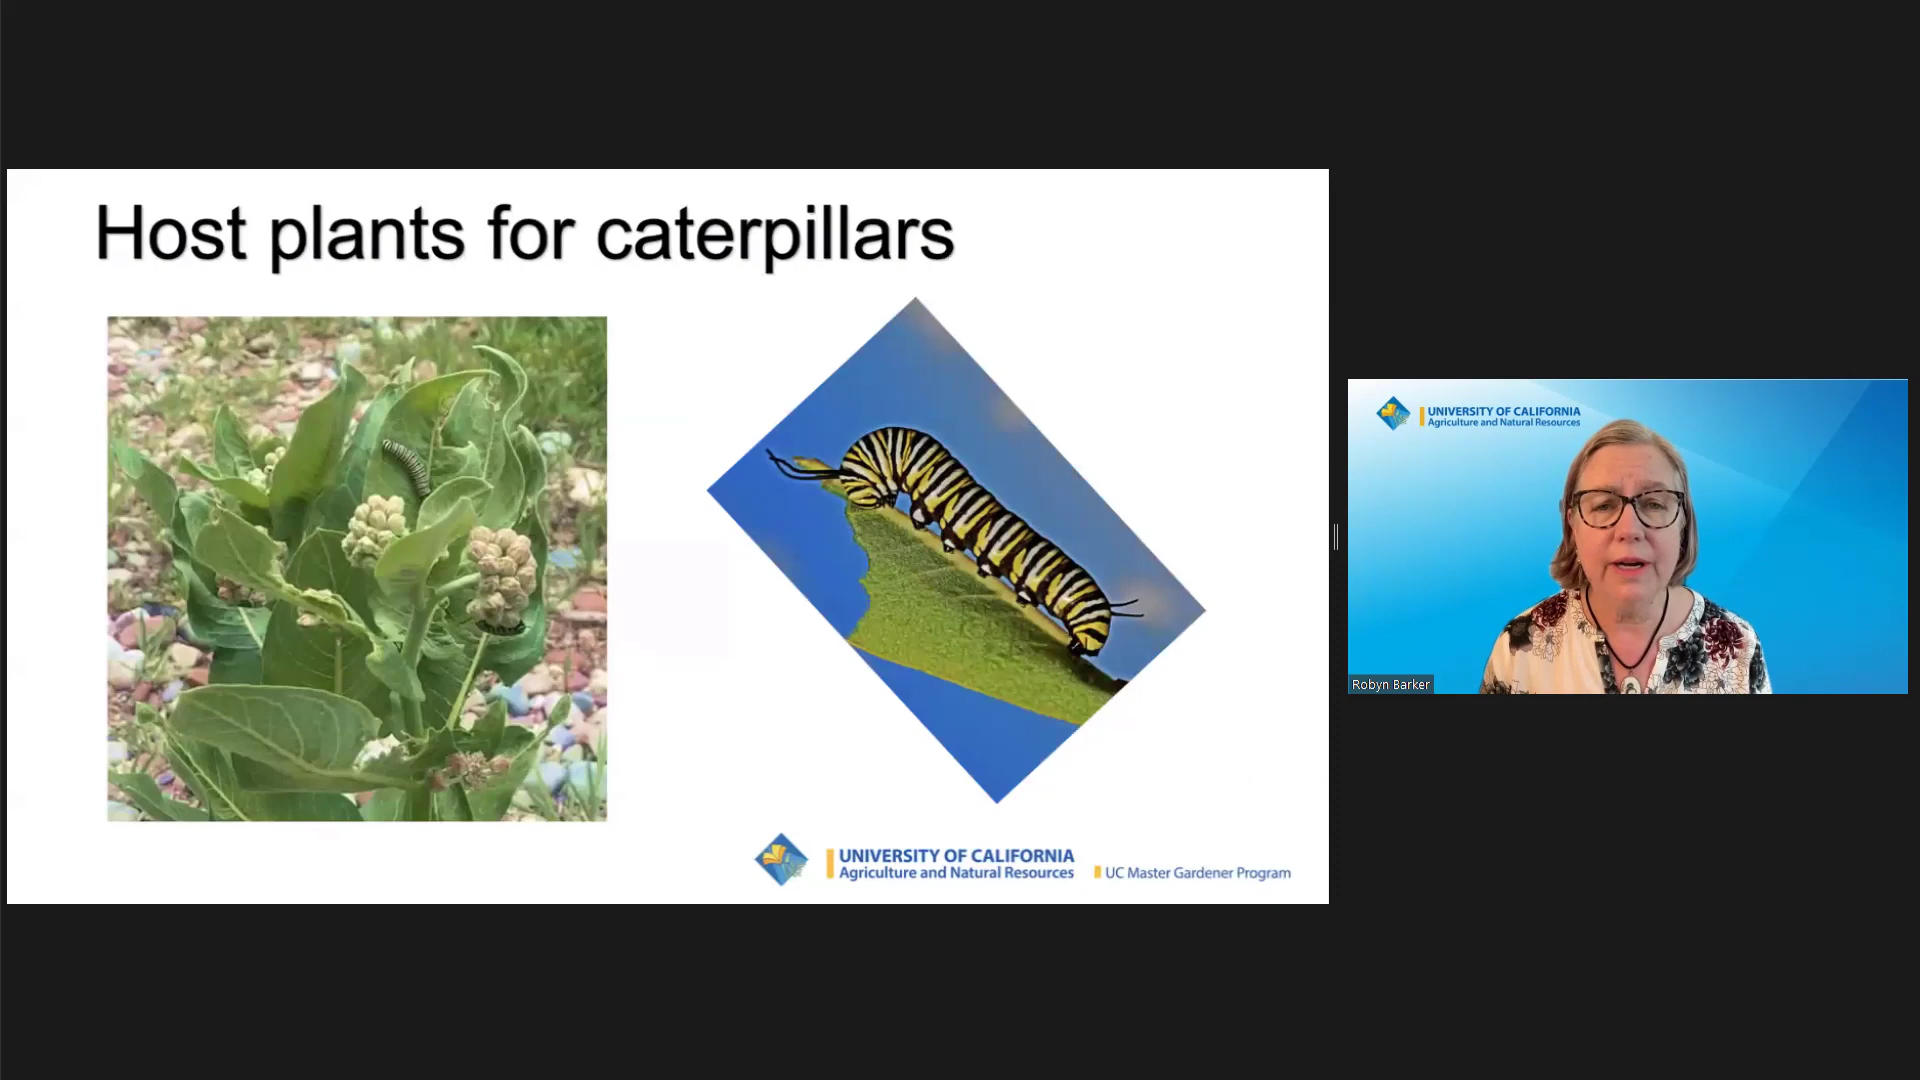 Host plants for caterpillars
UNIVERSITY OF CALIFORNIA
Agriculture and Natural Resources
UC Master Gardener Program
UNIVERSITY OF CALIFORNIA
Agriculture and Natural Resources
Robyn Barker